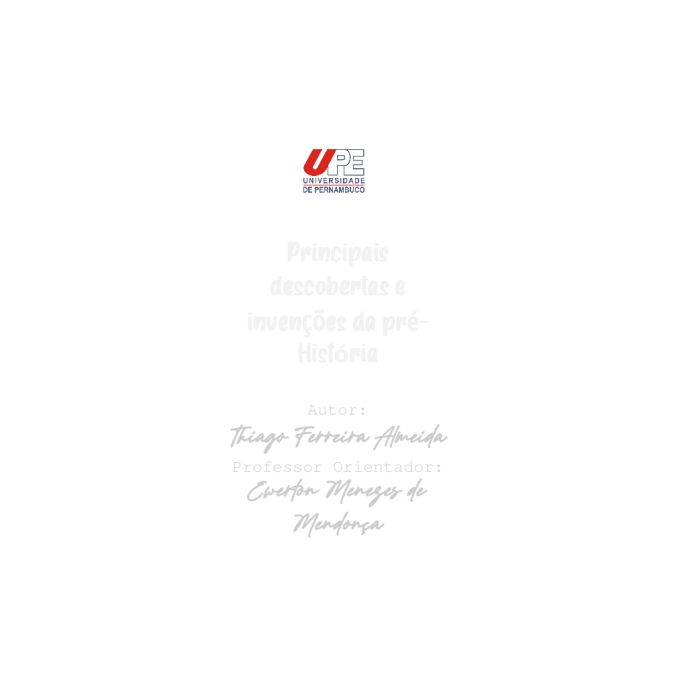 UPE
UNIVERSIDADE
DE PERNAMBUCO
Principais
descobertas e
invenções da pré-
História
Autor:
Thiago Ferreira Almeida
Professor Orientador:
Ewerton Menezes de
Mendonça